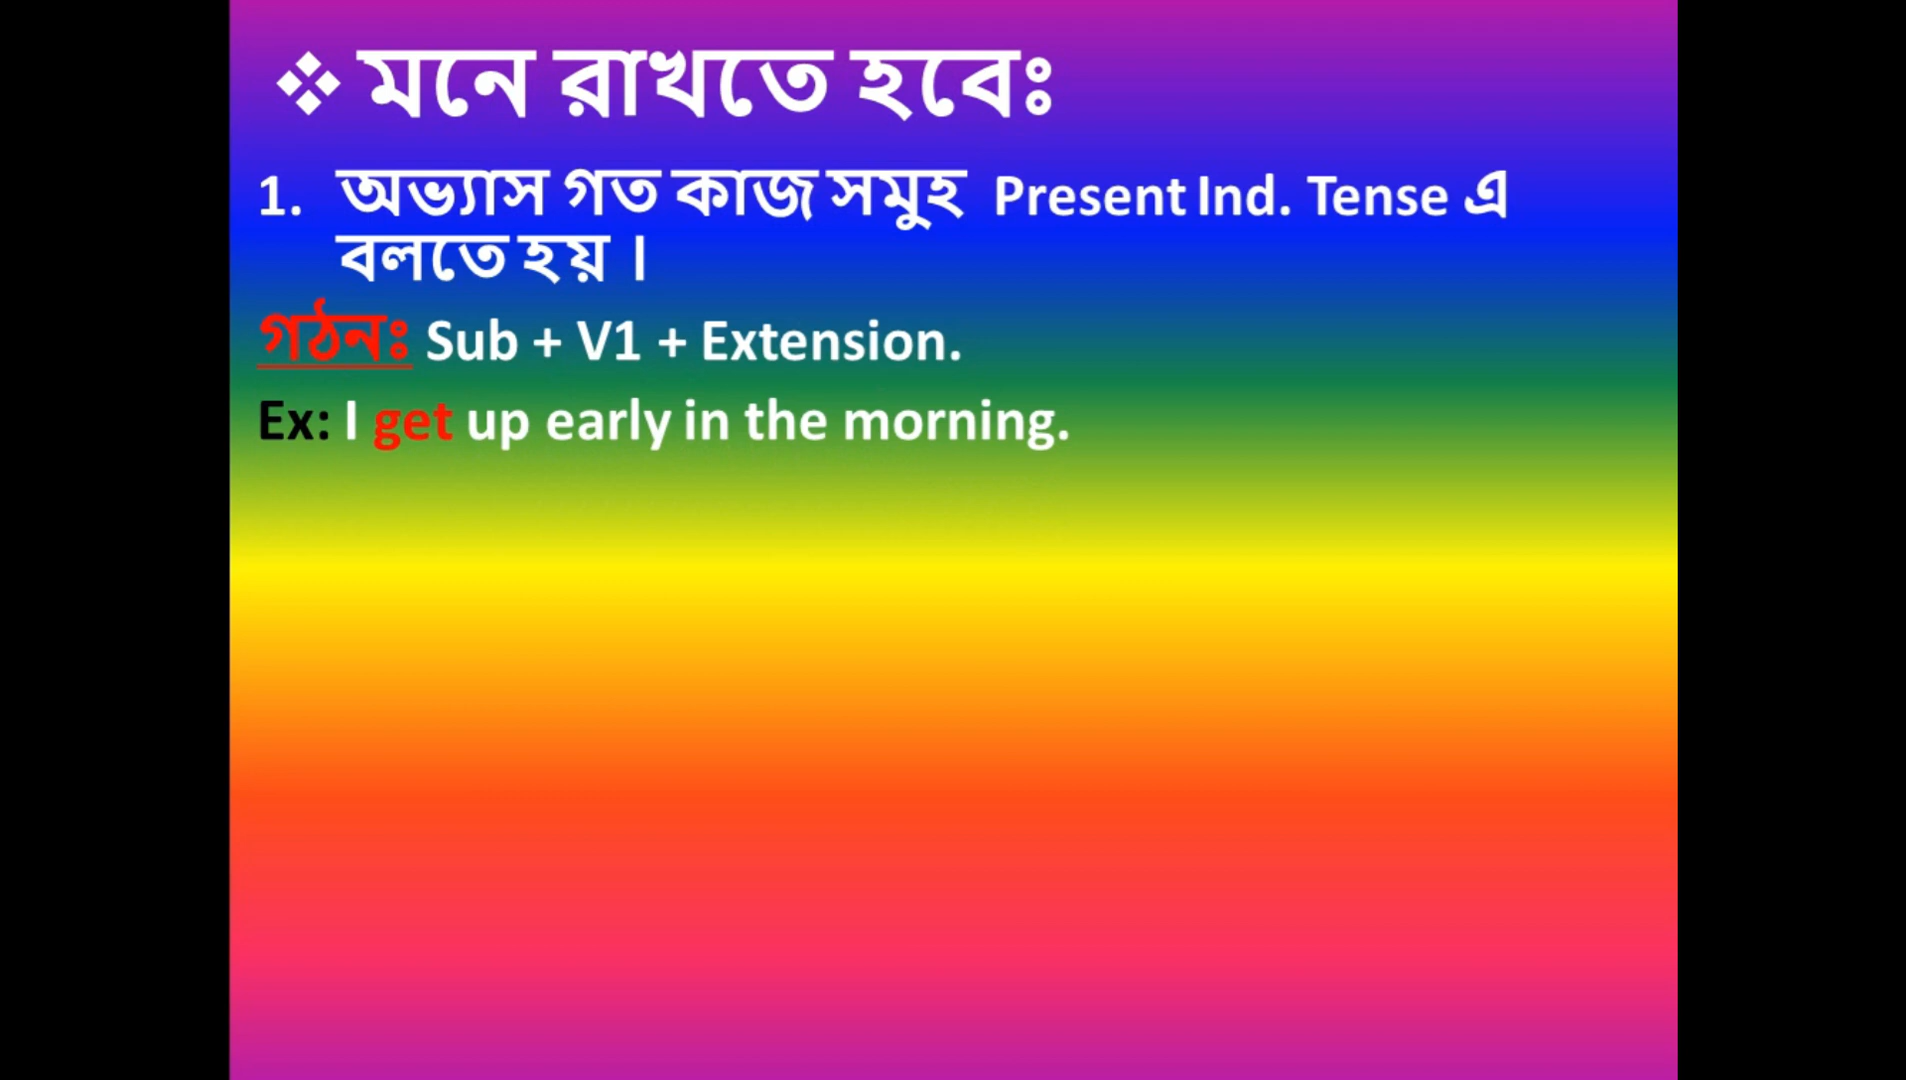 ❖ মনে রাখতে হবেঃ
1. অভ্যাস গত কাজ সমুহ Present Ind. Tense এ
বলতে হয় ।
গঠনঃ Sub + V1 + Extension.
Ex: I get up early in the morning.